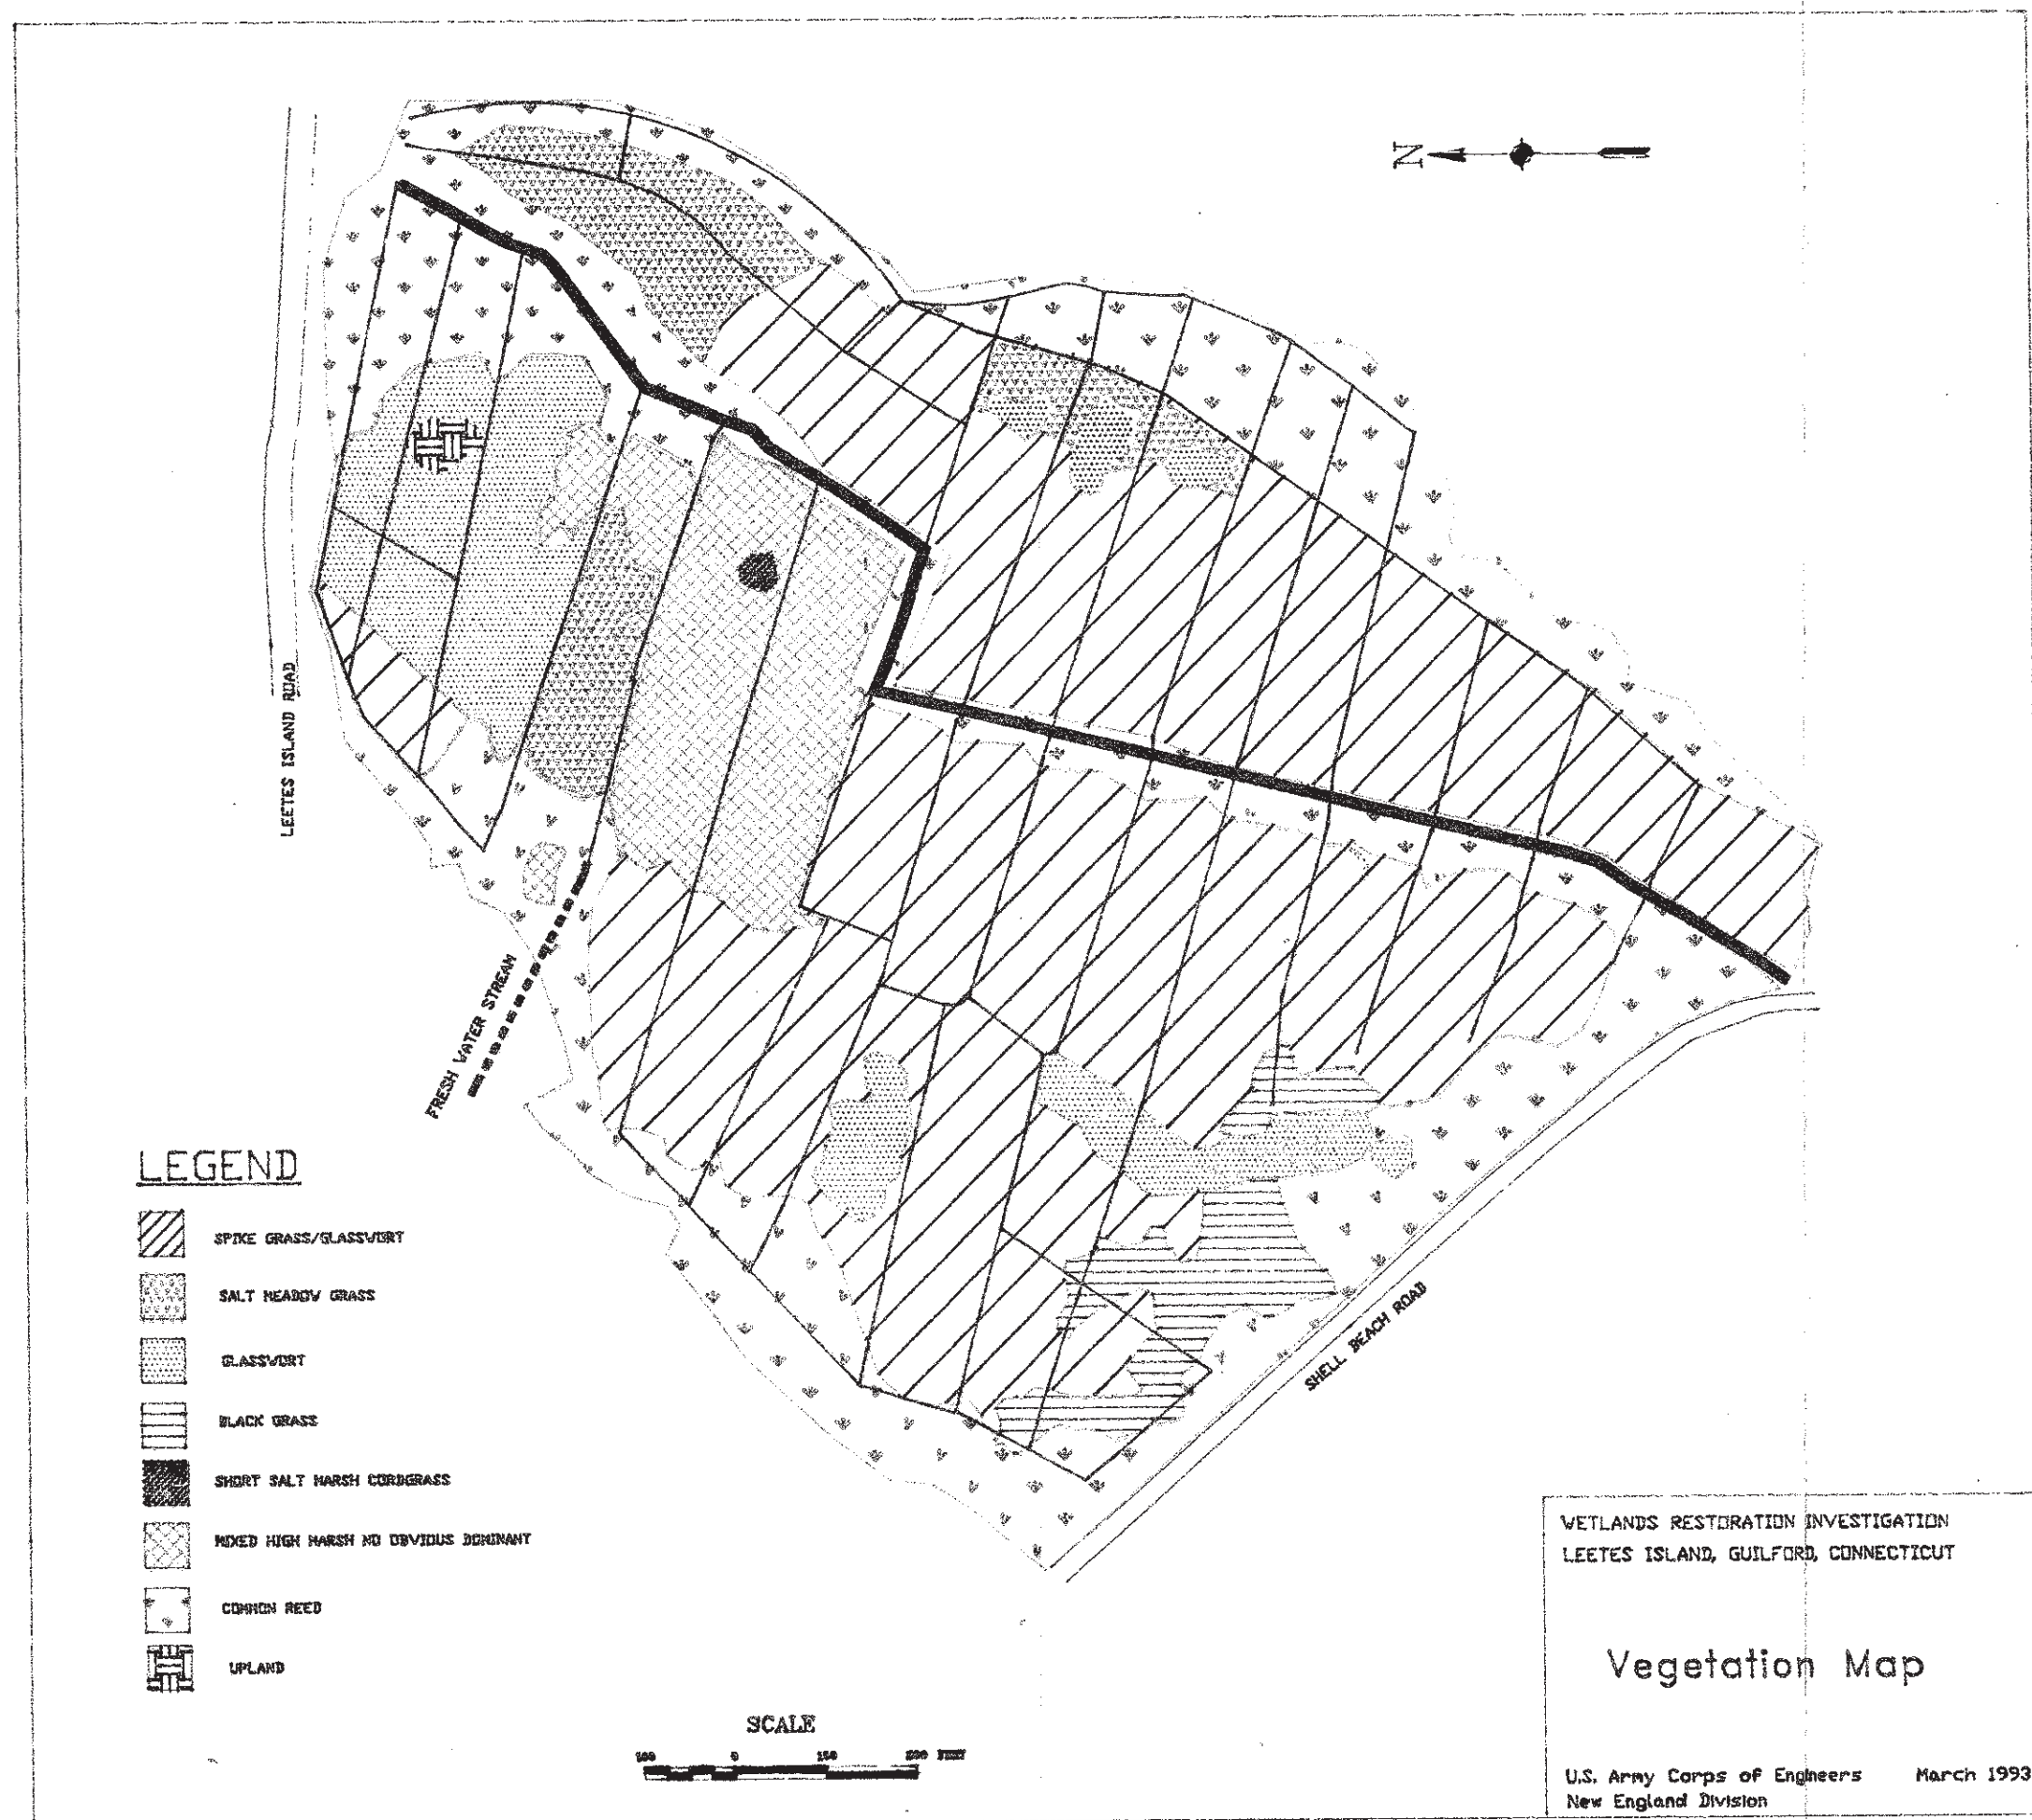 N
LEETES ISLAND ROAD
FRESH WATER STREAM
SHELL BEACH ROAD
LEGEND
SPIKE GRASS/GLASSWORT
SALT MEADOW GRASS
GLASSWORT
BLACK GRASS
SHORT SALT MARSH CORDGRASS
MIXED HIGH MARSH NO OBVIOUS DOMINANT
COMMON REED
UPLAND
SCALE
0 FEET
WETLANDS RESTORATION INVESTIGATION
LEETES ISLAND, GUILFORD, CONNECTICUT
Vegetation Map
U.S. Army Corps of Engineers March 1993
New England Division